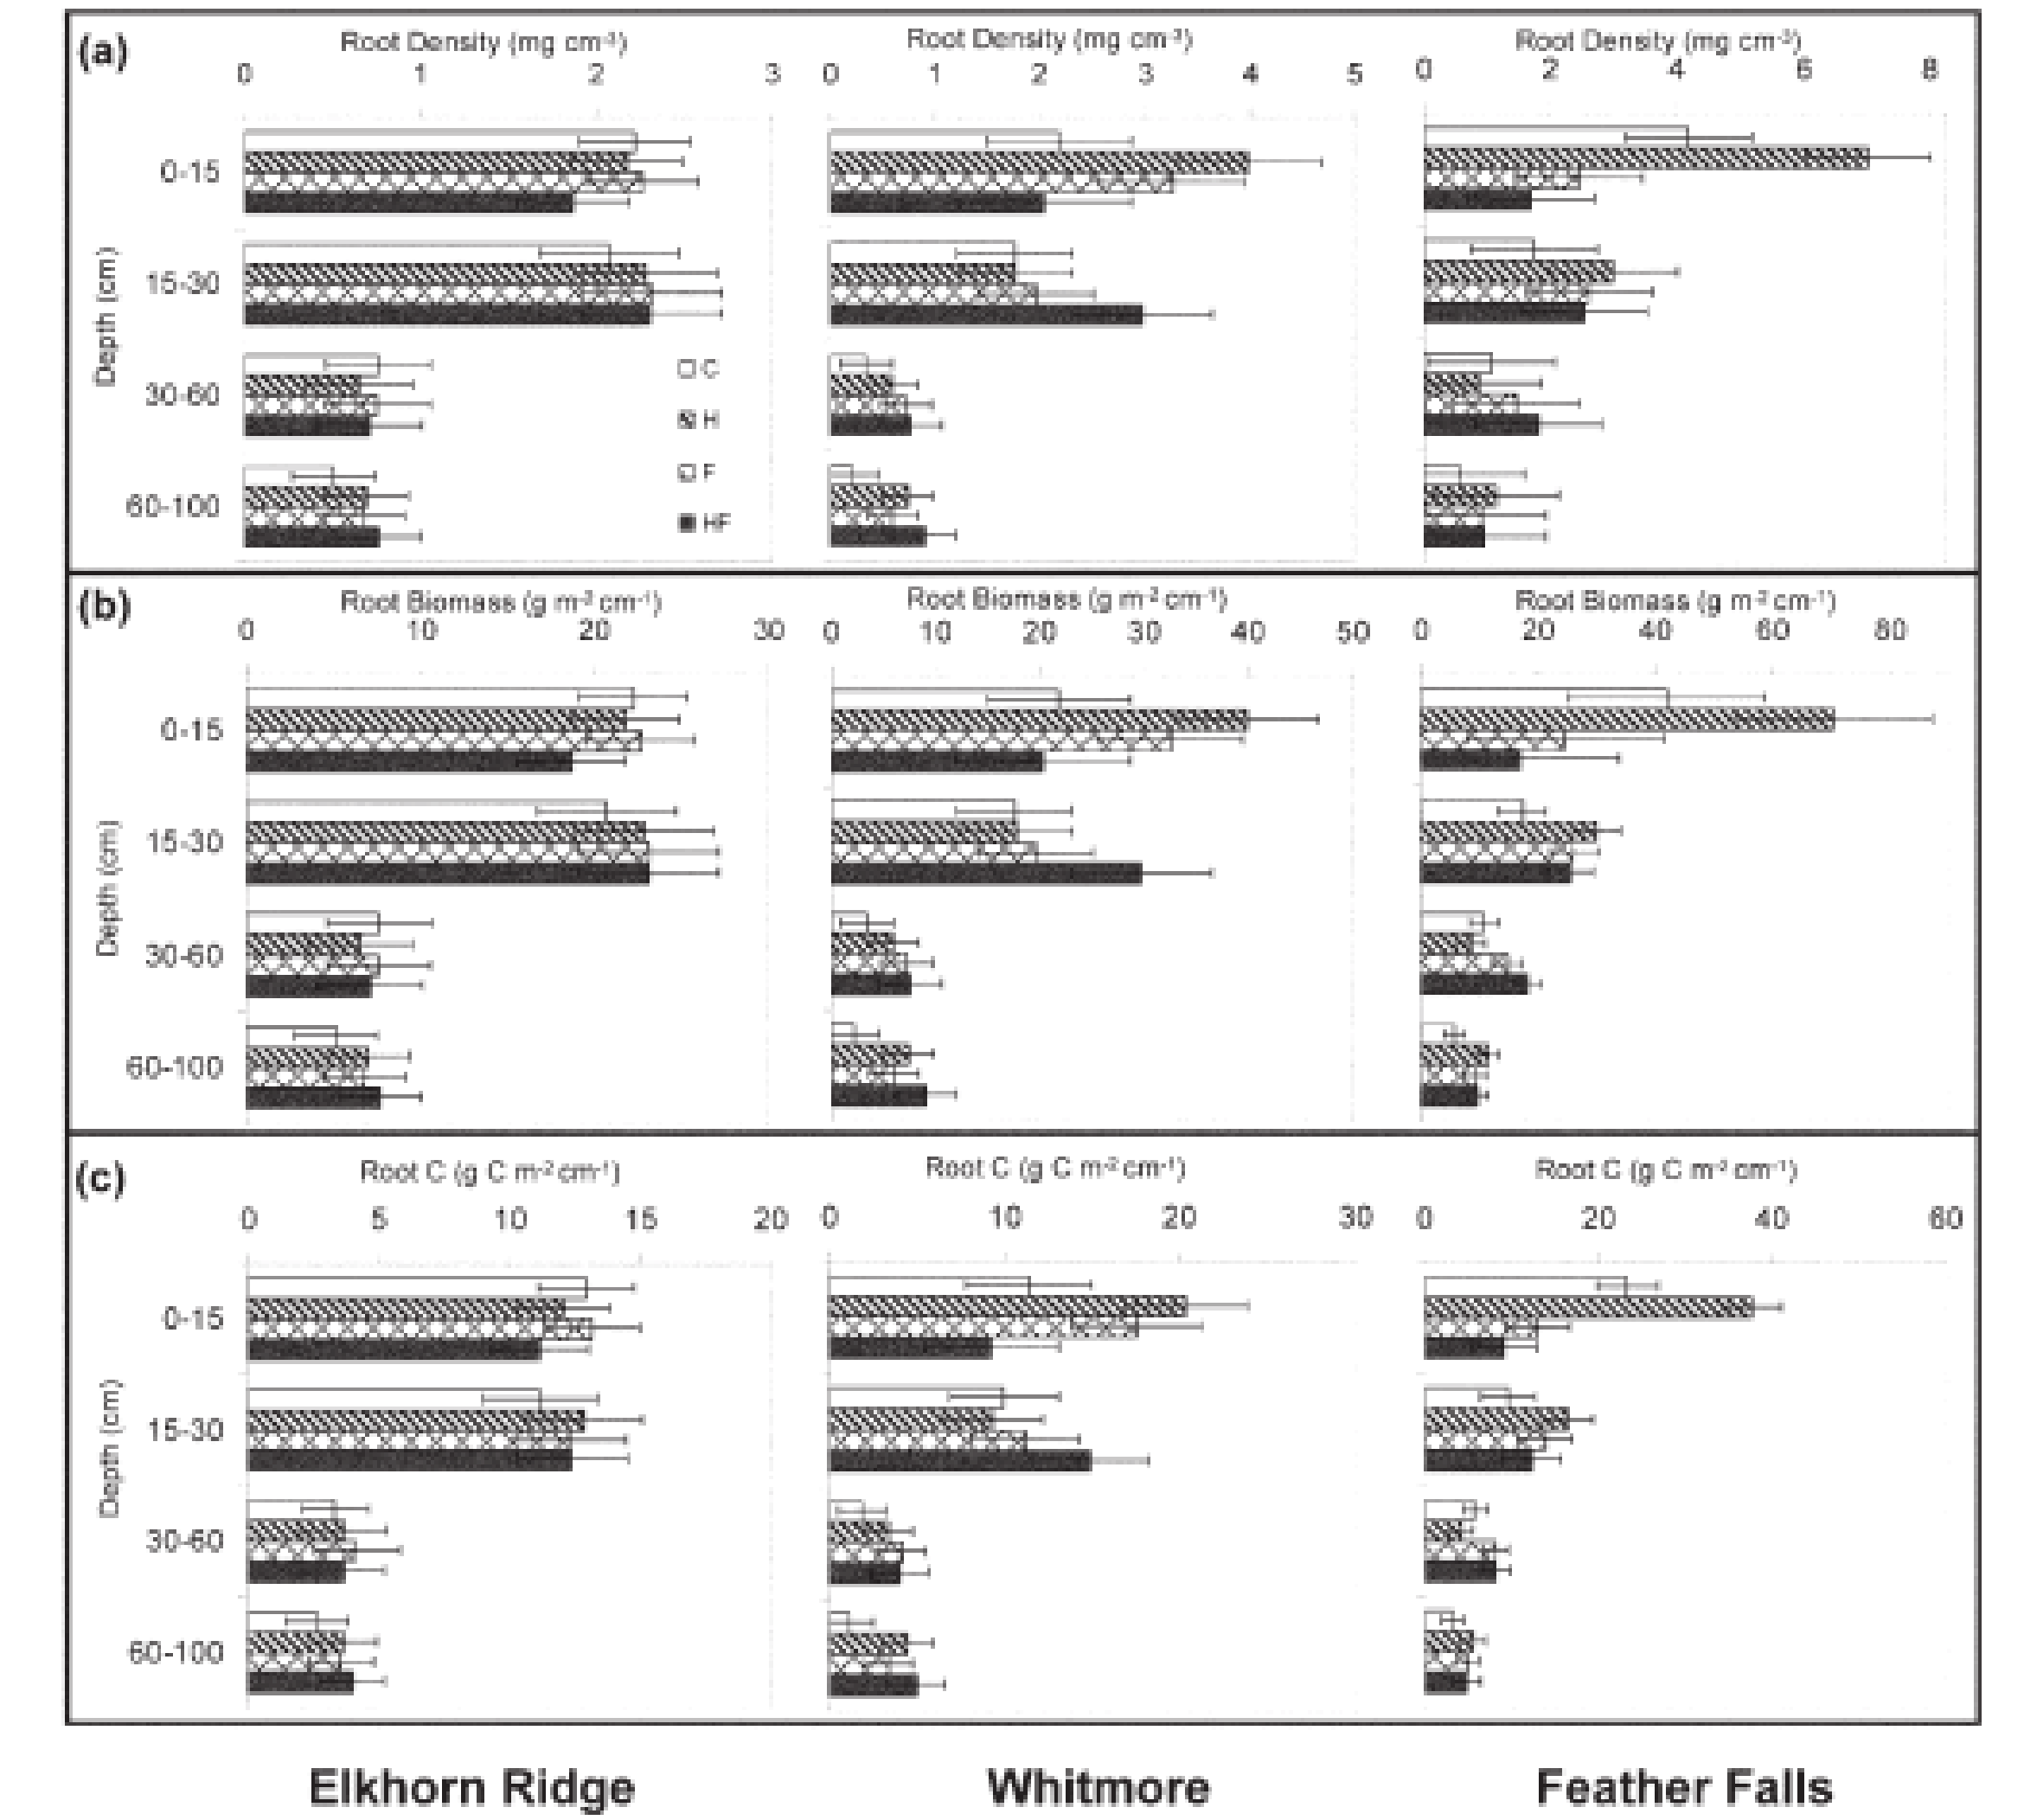 (a)
Root Density (mg cm-3) Root Density (mg cm-3) Root Density (mg cm-3)
0 1 2 3 0 1 2 3 4 5 0 2 4 6 8
Depth (cm)
0-15
15-30
30-60
60-100
C
H
F
HF
(b)
Root Biomass (g m-2 cm-1) Root Biomass (g m-2 cm-1) Root Biomass (g m-2 cm-1)
0 10 20 30 0 10 20 30 40 50 0 20 40 60 80
Depth (cm)
0-15
15-30
30-60
60-100
(c)
Root C (g C m-2 cm-1) Root C (g C m-2 cm-1) Root C (g C m-2 cm-1)
0 5 10 15 20 0 10 20 30 0 20 40 60
Depth (cm)
0-15
15-30
30-60
60-100
Elkhorn Ridge Whitmore Feather Falls